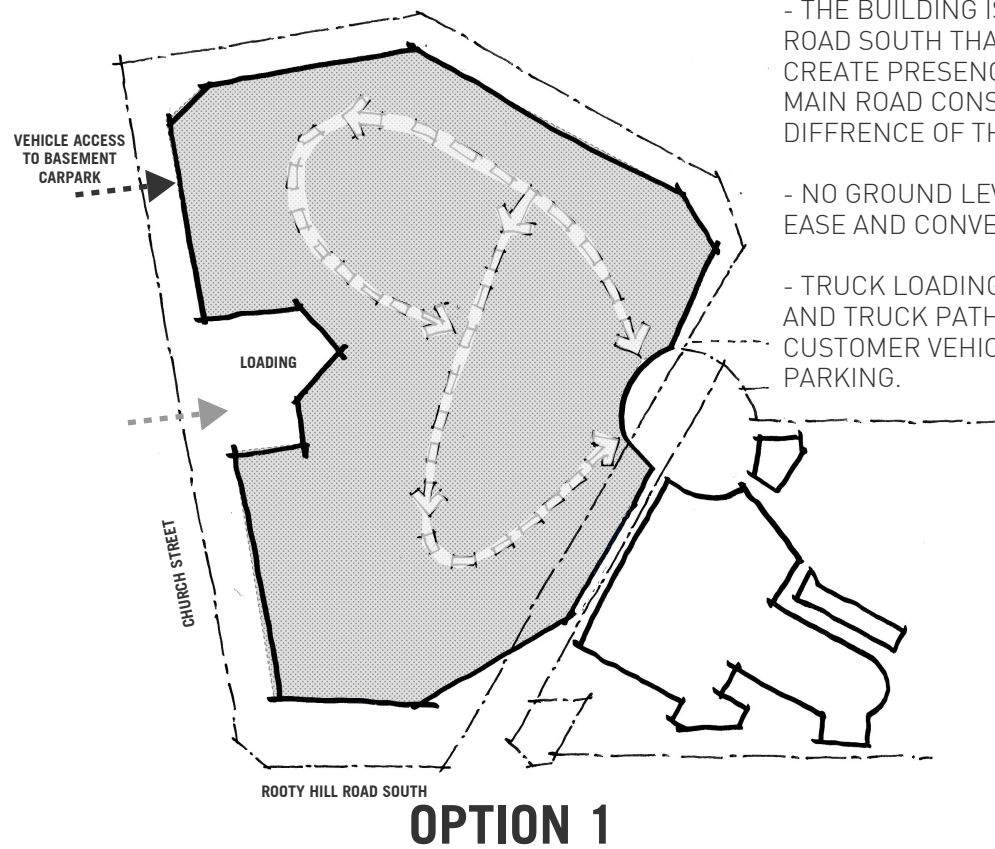 - THE BUILDING IS
ROAD SOUTH THA
CREATE PRESENC
MAIN ROAD CONS
DIFFRENCE OF TH
- NO GROUND LEV
EASE AND CONVE
- TRUCK LOADING
AND TRUCK PATH
CUSTOMER VEHIC
PARKING.
VEHICLE ACCESS
TO BASEMENT
CARPARK
LOADING
CHURCH STREET
ROOTY HILL ROAD SOUTH
OPTION 1